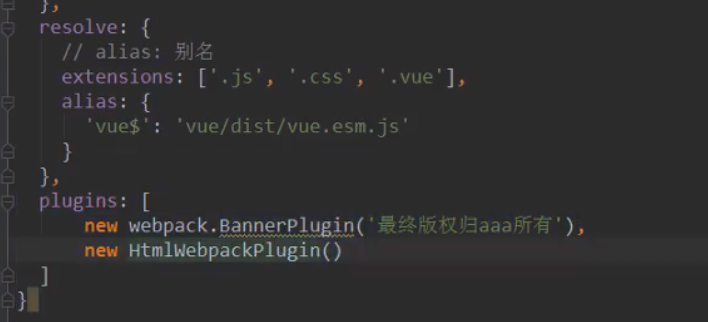 },
resolve: {
// alias: 别名
extensions: ['.js', '.css', '.vue'],
alias: {
'vue$': 'vue/dist/vue.esm.js'
}
},
plugins: [
new webpack.BannerPlugin('最终版权归aaa所有'),
new HtmlWebpackPlugin()
]
}